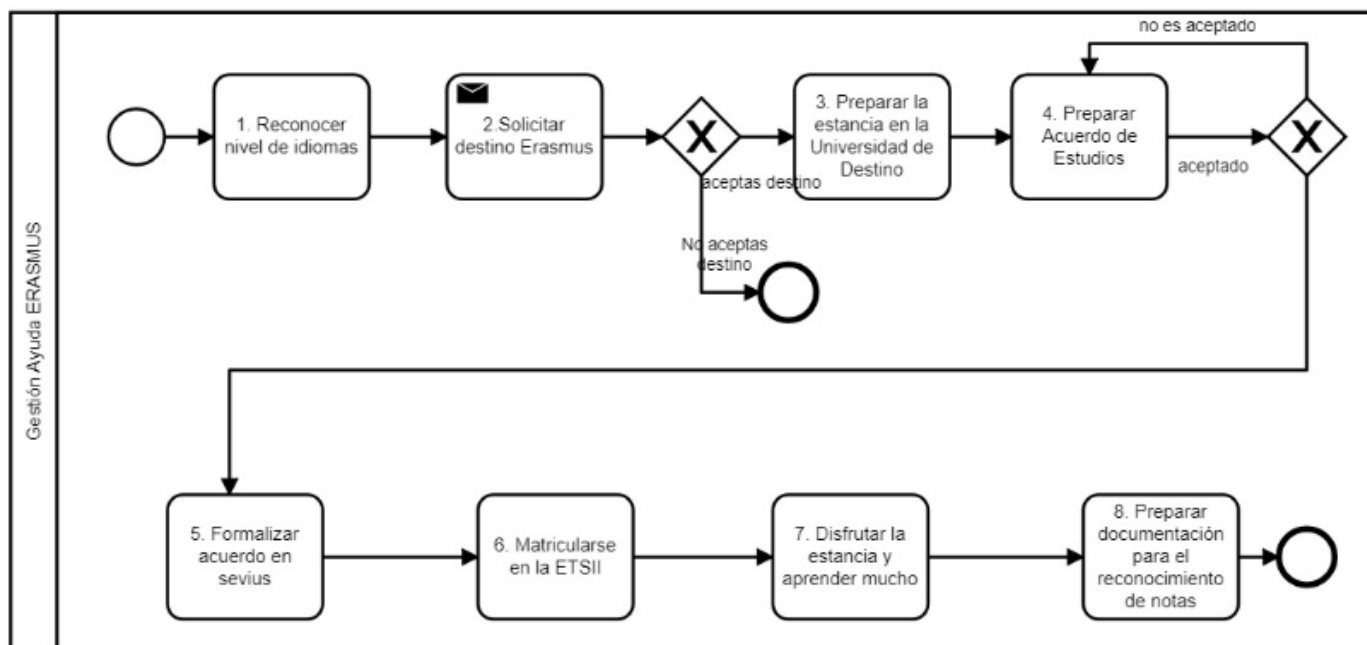 Gestión Ayuda ERASMUS
1. Reconocer
nivel de idiomas
2.Solicitar
destino Erasmus
aceptas destino
No aceptas
destino
3. Preparar la
estancia en la
Universidad de
Destino
4. Preparar
Acuerdo de
Estudios
no es aceptado
aceptado
5. Formalizar
acuerdo en
sevius
6. Matricularse
en la ETSII
7. Disfrutar la
estancia y
aprender mucho
8. Preparar
documentación
para el
reconocimiento
de notas